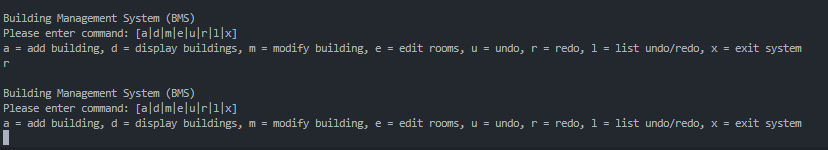 Building Management System (BMS)
Please enter command: [a|d|m|e|u|r|l|x]
a = add building, d = display buildings, m = modify building, e = edit rooms, u = undo, r = redo, l = list undo/redo, x = exit system
r
Building Management System (BMS)
Please enter command: [a|d|m|e|u|r|l|x]
a = add building, d = display buildings, m = modify building, e = edit rooms, u = undo, r = redo, l = list undo/redo, x = exit system